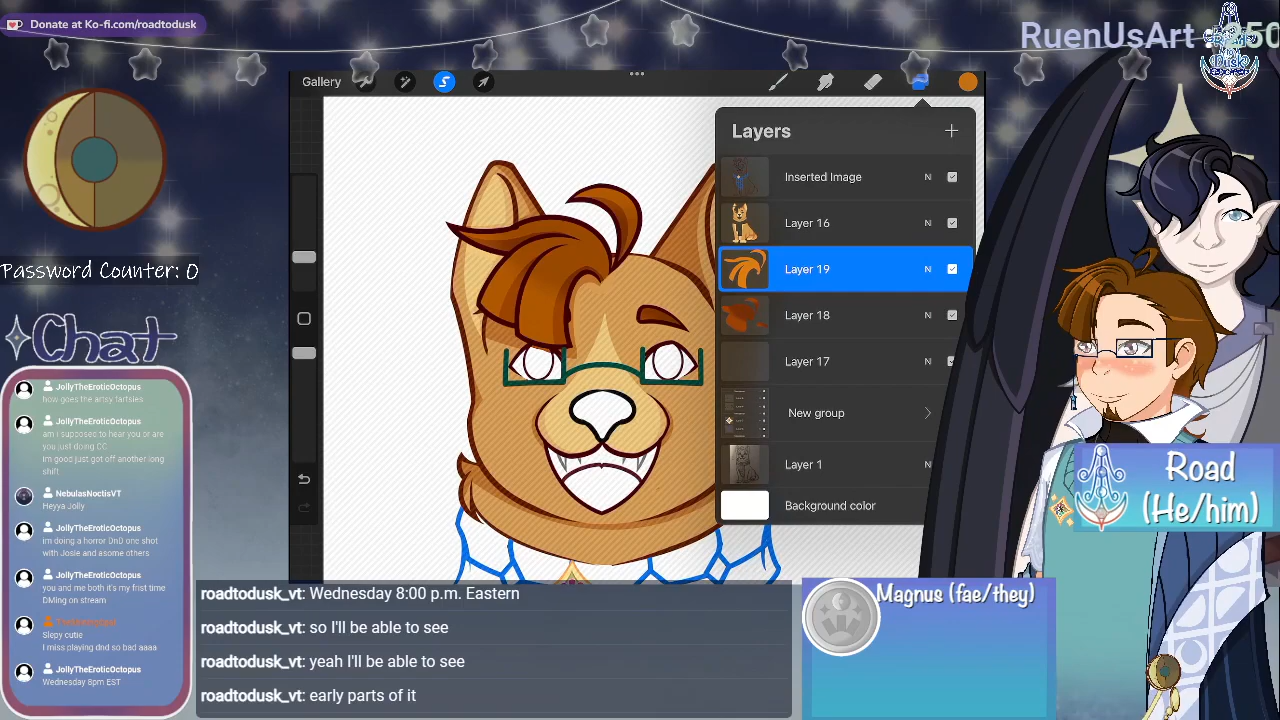 Donate at Ko-fi.com/roadtodusk
RuenUsArt
Gallery
Layers
Inserted Image
N
Layer 16
N
Layer 19
N
Layer 18
N
Layer 17
N
New group
Layer 1
N
Background color
Password Counter: 0
Chat
JollyTheEroticOctopus
how goes the artsy fartsies
JollyTheEroticOctopus
am i supposed to hear you or are
you just doing CC
im good just got off another long
shift
NebulasNoctisVT
Heyya Jolly
JollyTheEroticOctopus
im doing a horror DnD one shot
with Josie and asome others
JollyTheEroticOctopus
you and me both it's my frist time
DMing on stream
Slepy cutie
I miss playing dnd so bad aaaa
JollyTheEroticOctopus
Wednesday 8pm EST
roadtodusk_vt: Wednesday 8:00 p.m. Eastern
roadtodusk_vt: so I'll be able to see
roadtodusk_vt: yeah I'll be able to see
roadtodusk_vt: early parts of it
Road
(He/him)
Magnus (fae/they)